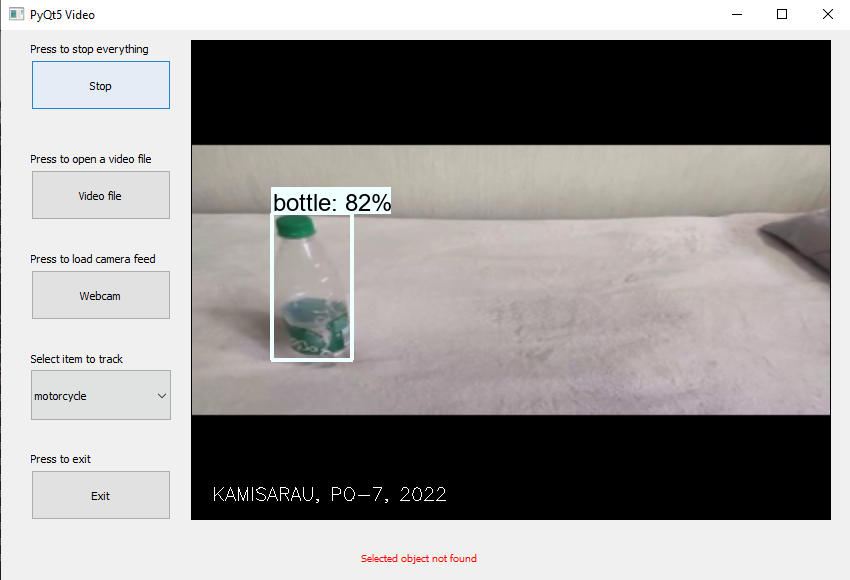 PyQt5 Video
Press to stop everything
Stop
Press to open a video file
Video file
Press to load camera feed
Webcam
Select item to track
motorcycle
Press to exit
Exit
bottle: 82%
KAMISARAU, PO-7, 2022
Selected object not found